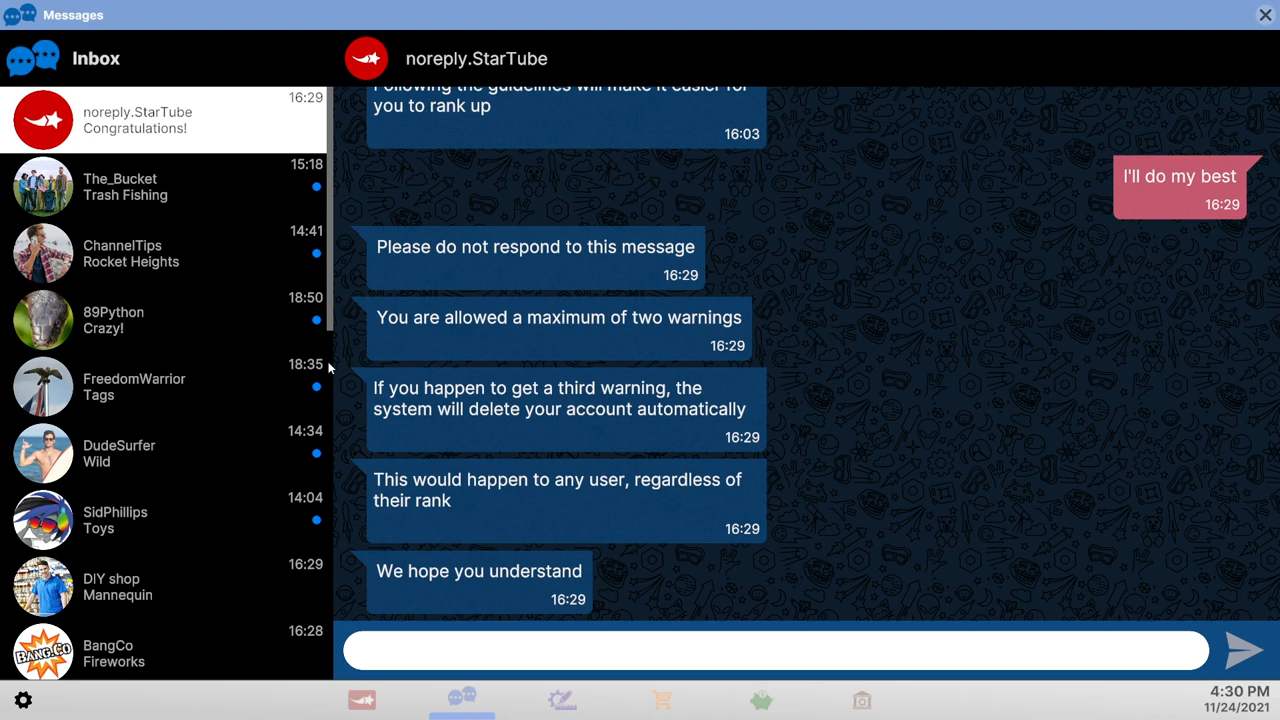 Messages
Inbox
noreply.StarTube
16:29
noreply.StarTube
Congratulations!
15:18
The_Bucket
Trash Fishing
14:41
ChannelTips
Rocket Heights
18:50
89Python
Crazy!
18:35
FreedomWarrior
Tags
14:34
DudeSurfer
Wild
14:04
SidPhillips
Toys
16:29
DIY shop
Mannequin
16:28
BANG.CO
BangCo
Fireworks
Following the guidelines will make it easier for
you to rank up
16:03
I'll do my best
16:29
Please do not respond to this message
16:29
You are allowed a maximum of two warnings
16:29
If you happen to get a third warning, the
system will delete your account automatically
16:29
This would happen to any user, regardless of
their rank
16:29
We hope you understand
16:29
4:30 PM
11/24/2021